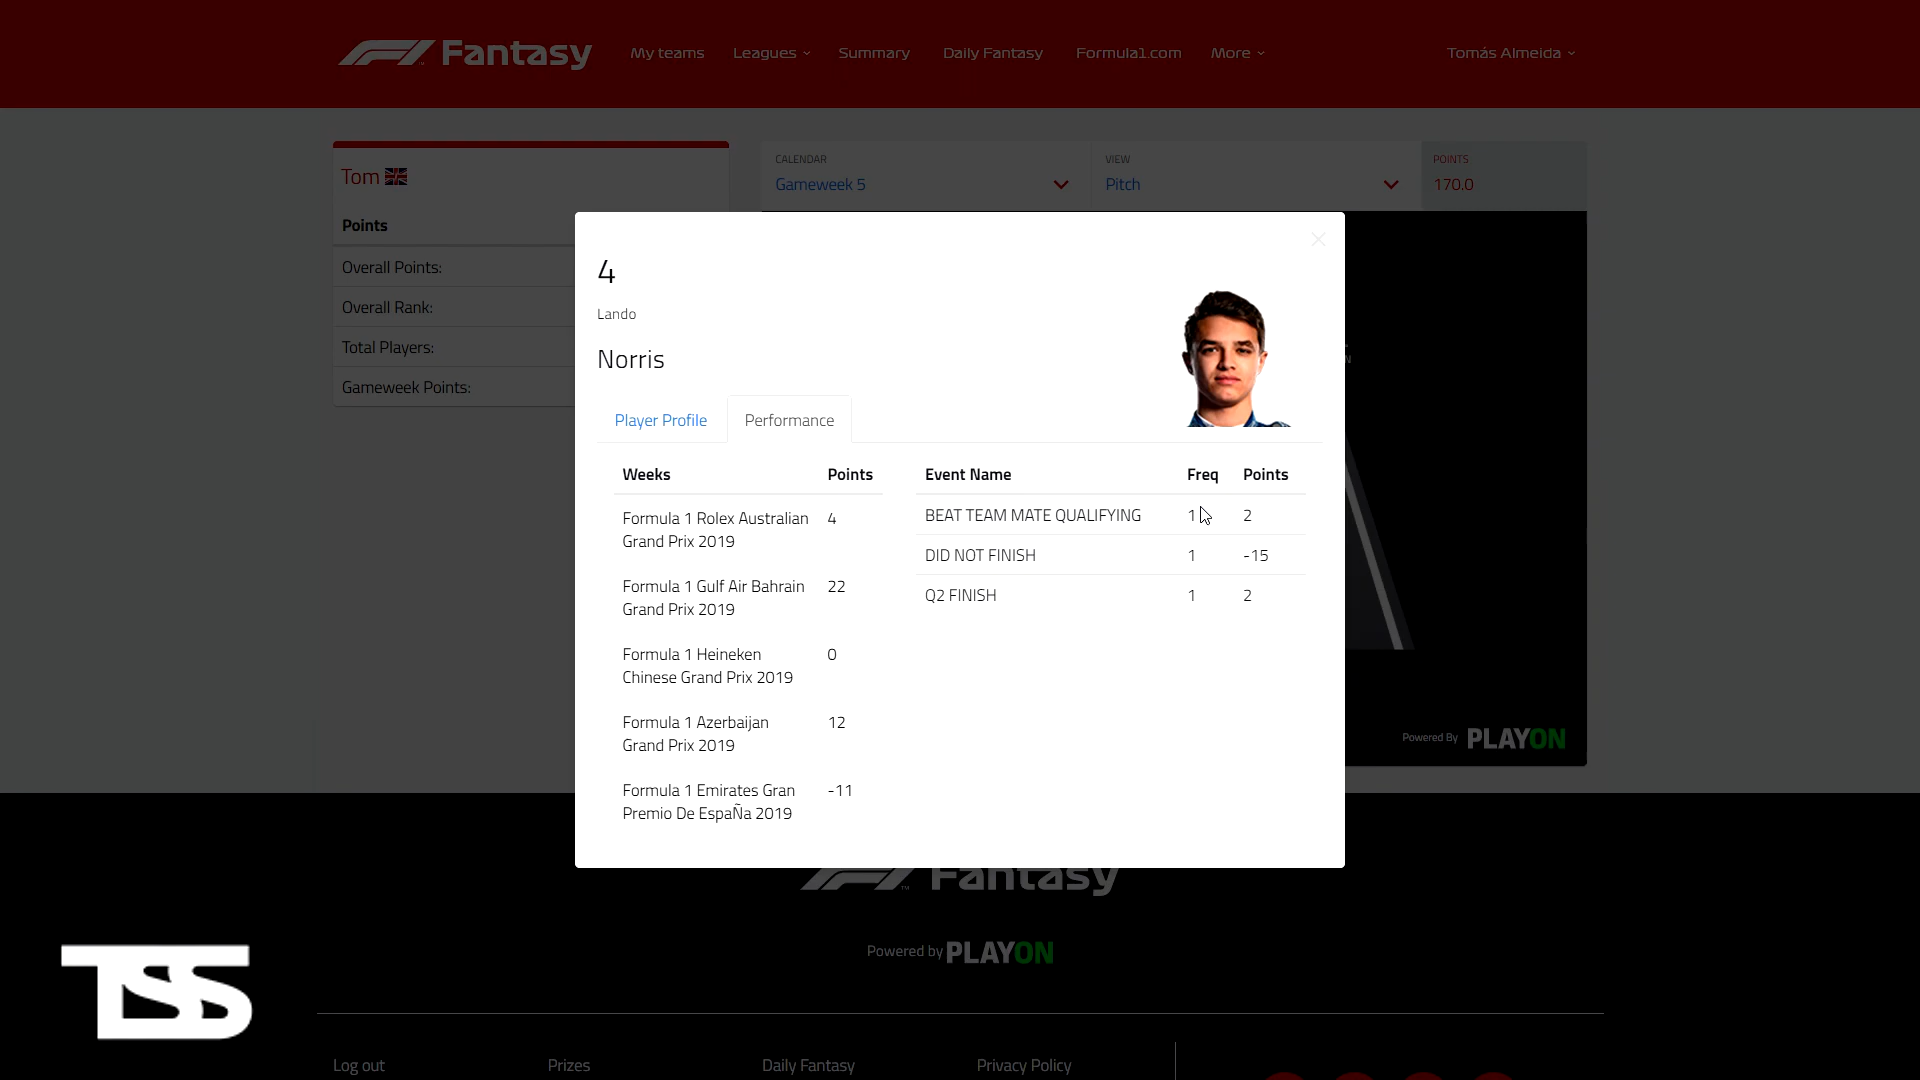 Fantasy
My teams
Leagues
Summary
Daily Fantasy
Formula1.com
More
Tomás Almeida
Tom
Points
Overall Points:
Overall Rank:
Total Players:
Gameweek Points:
CALENDAR
Gameweek 5
VIEW
Pitch
POINTS
170.0
4
Lando
Norris
Player Profile
Performance
Weeks Points
Formula 1 Rolex Australian 4
Grand Prix 2019
Formula 1 Gulf Air Bahrain 22
Grand Prix 2019
Formula 1 Heineken 0
Chinese Grand Prix 2019
Formula 1 Azerbaijan 12
Grand Prix 2019
Formula 1 Emirates Gran -11
Premio De EspaÑa 2019
Event Name Freq Points
BEAT TEAM MATE QUALIFYING 1 2
DID NOT FINISH 1 -15
Q2 FINISH 1 2
Powered By PLAYON
Fantasy
Powered by PLAYON
TSS
Log out
Prizes
Daily Fantasy
Privacy Policy